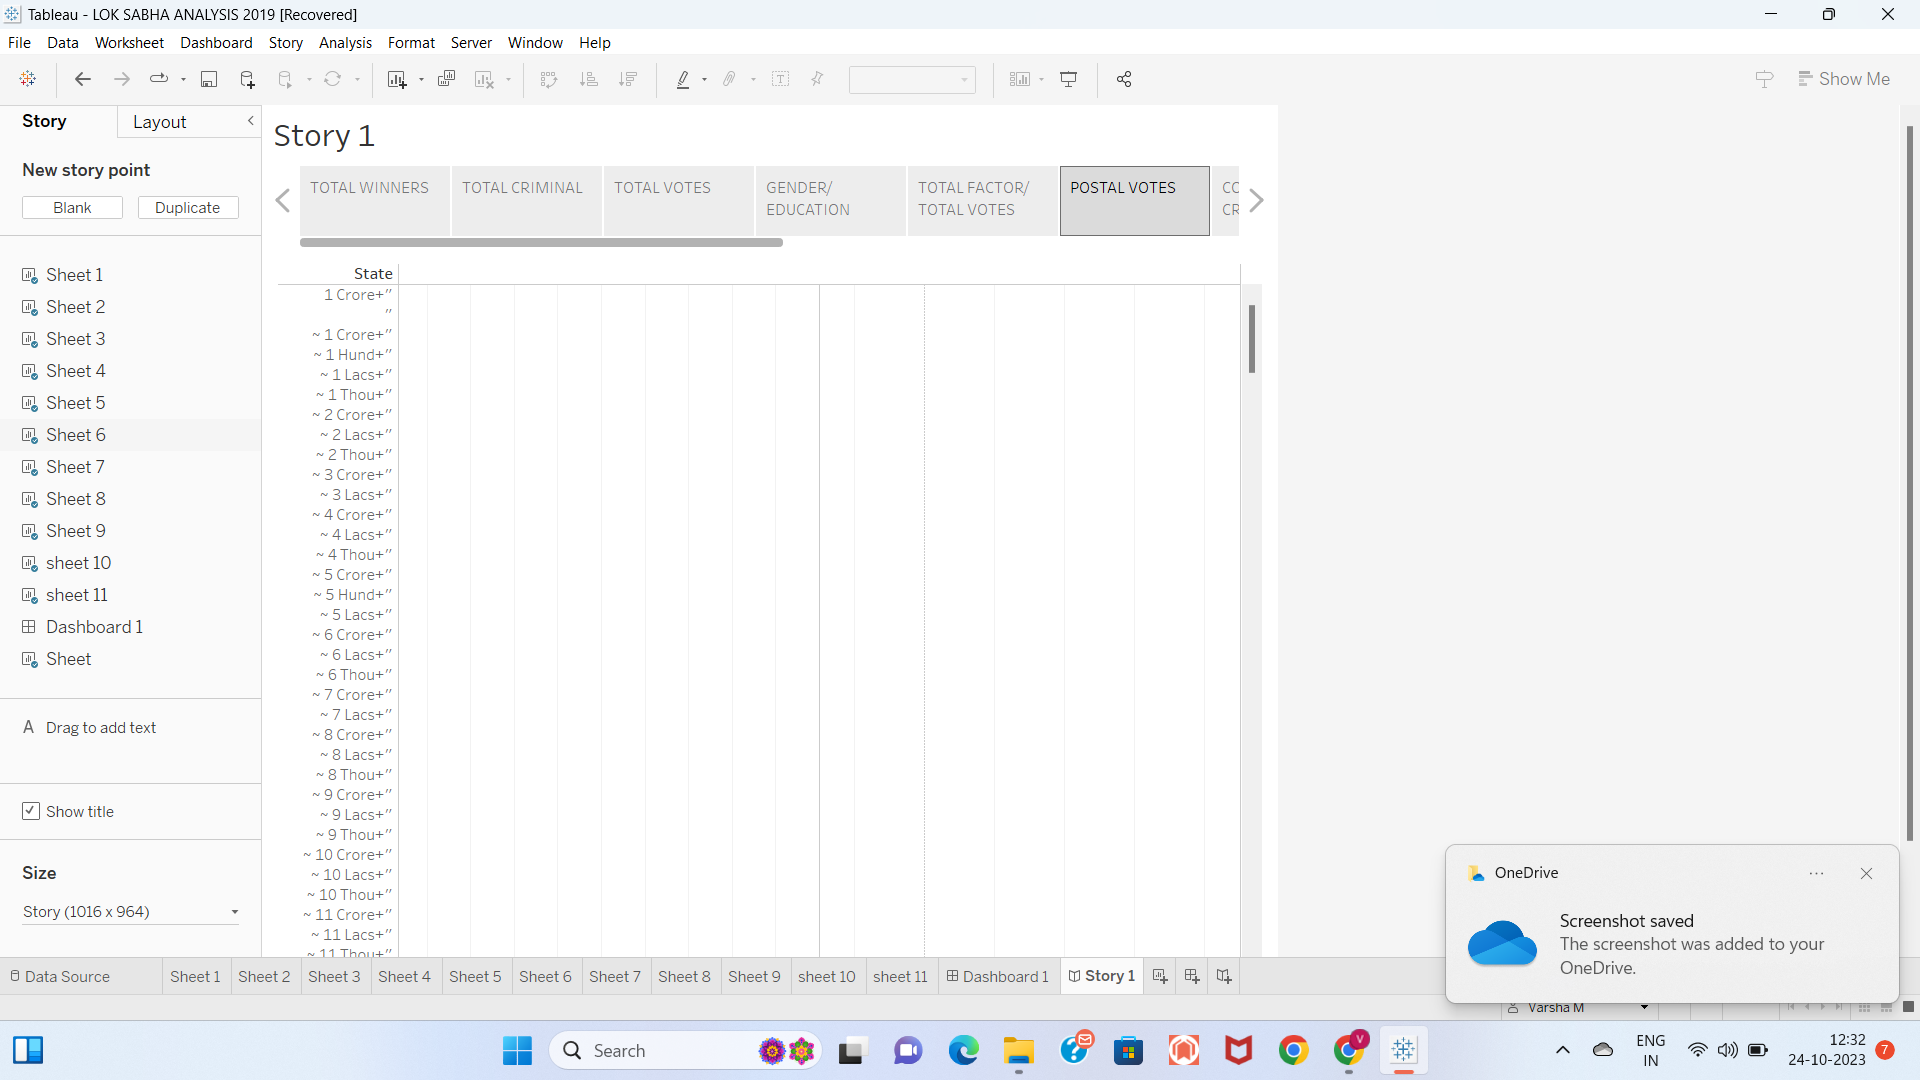 Tableau - LOK SABHA ANALYSIS 2019 [Recovered]
File Data Worksheet Dashboard Story Analysis Format Server Window Help
Show Me
Story Layout
New story point
Blank Duplicate
Sheet 1
Sheet 2
Sheet 3
Sheet 4
Sheet 5
Sheet 6
Sheet 7
Sheet 8
Sheet 9
sheet 10
sheet 11
Dashboard 1
Sheet
A Drag to add text
Show title
Size
Story (1016 x 964)
Story 1
TOTAL WINNERS
TOTAL CRIMINAL
TOTAL VOTES
GENDER/
EDUCATION
TOTAL FACTOR/
TOTAL VOTES
POSTAL VOTES
CO
CR
State
1 Crore+"
"
~ 1 Crore+"
~ 1 Hund+"
~ 1 Lacs+"
~ 1 Thou+"
~ 2 Crore+"
~ 2 Lacs+"
~ 2 Thou+"
~ 3 Crore+"
~ 3 Lacs+"
~ 4 Crore+"
~ 4 Lacs+"
~ 4 Thou+"
~ 5 Crore+"
~ 5 Hund+"
~ 5 Lacs+"
~ 6 Crore+"
~ 6 Lacs+"
~ 6 Thou+"
~ 7 Crore+"
~ 7 Lacs+"
~ 8 Crore+"
~ 8 Lacs+"
~ 8 Thou+"
~ 9 Crore+"
~ 9 Lacs+"
~ 9 Thou+"
~ 10 Crore+"
~ 10 Lacs+"
~ 10 Thou+"
~ 11 Crore+"
~ 11 Lacs+"
~ 11 Thou+"
OneDrive
Screenshot saved
The screenshot was added to your
OneDrive.
Data Source Sheet 1 Sheet 2 Sheet 3 Sheet 4 Sheet 5 Sheet 6 Sheet 7 Sheet 8 Sheet 9 sheet 10 sheet 11 Dashboard 1 Story 1
Varsha M
Search
V
ENG
IN
12:32
24-10-2023
7